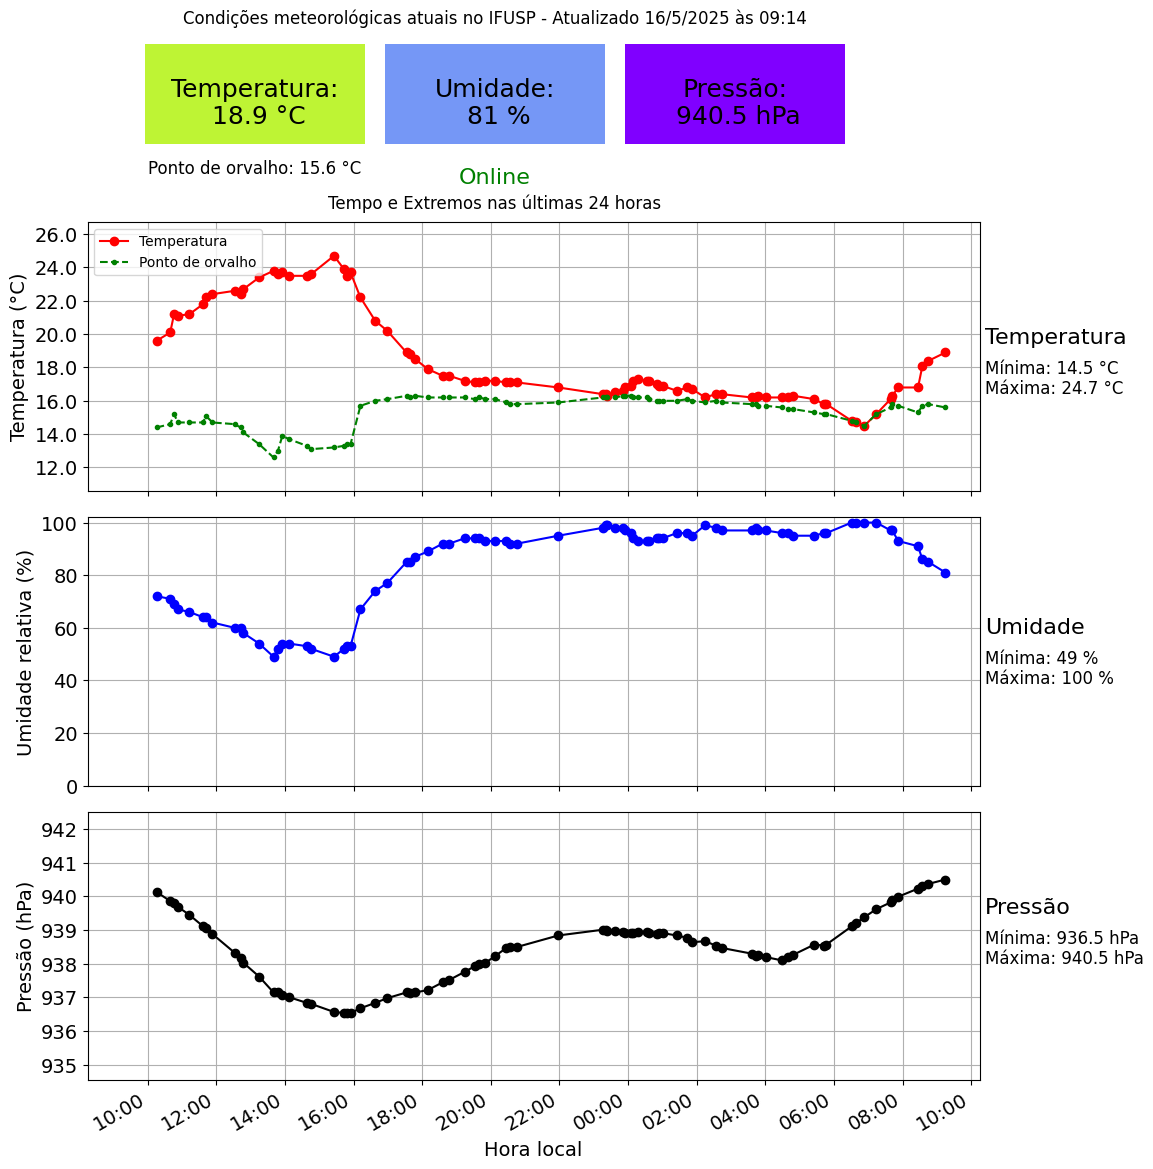 Condições meteorológicas atuais no IFUSP - Atualizado 16/5/2025 às 09:14
Temperatura:
18.9 °C
Umidade:
81 %
Pressão:
940.5 hPa
Ponto de orvalho: 15.6 °C
Online
Tempo e Extremos nas últimas 24 horas
Temperatura (°C)
26.0
24.0
22.0
20.0
18.0
16.0
14.0
12.0
Temperatura
Ponto de orvalho
Temperatura
Mínima: 14.5 °C
Máxima: 24.7 °C
Umidade relativa (%)
100
80
60
40
20
0
Umidade
Mínima: 49 %
Máxima: 100 %
Pressão (hPa)
942
941
940
939
938
937
936
935
Pressão
Mínima: 936.5 hPa
Máxima: 940.5 hPa
10:00 12:00 14:00 16:00 18:00 20:00 22:00 00:00 02:00 04:00 06:00 08:00 10:00
Hora local